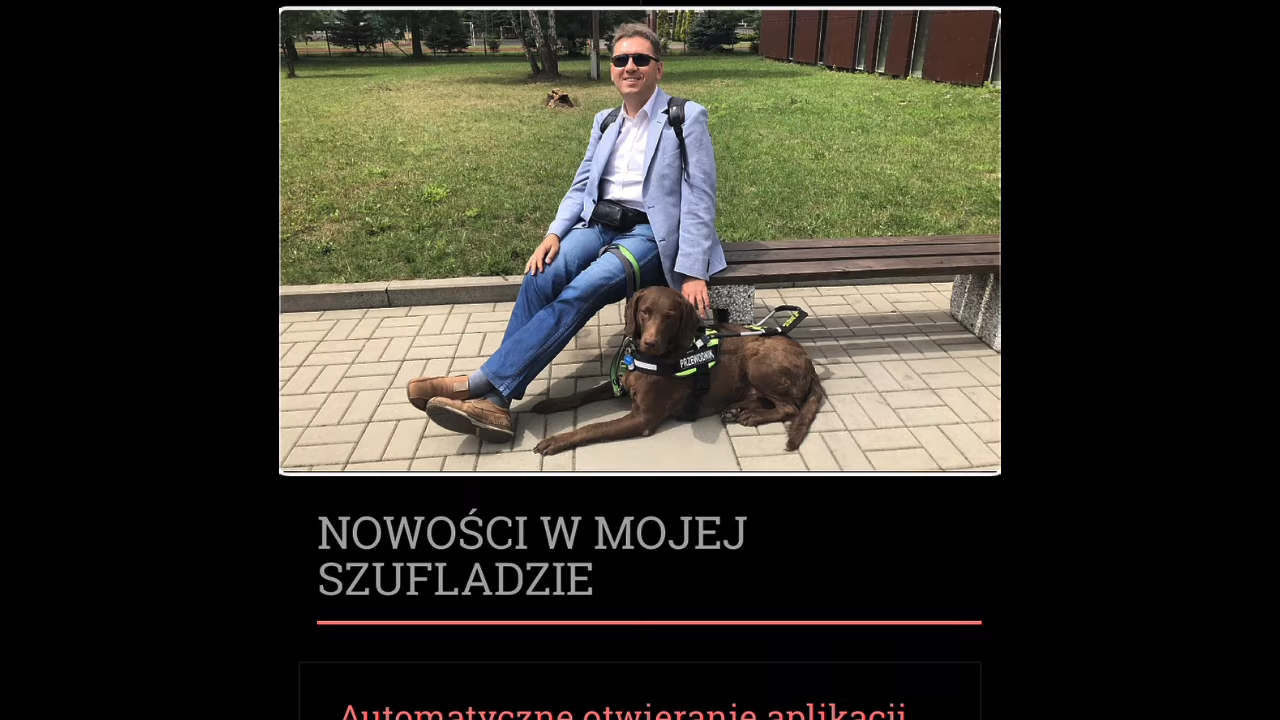 PRZEWODNIK
NOWOŚCI W MOJEJ
SZUFLADZIE
Automatyczne otwieranie aplikacji